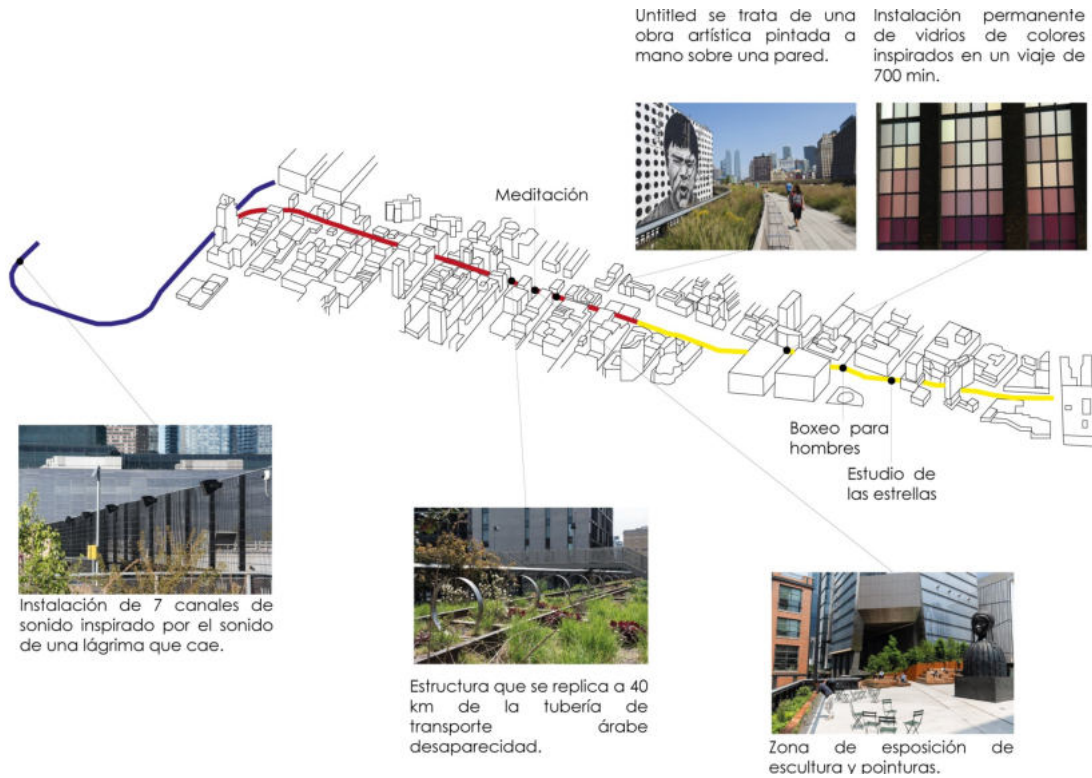 Untitled se trata de una
obra artística pintada a
mano sobre una pared.
Instalación permanente
de vidrios de colores
inspirados en un viaje de
700 min.
Meditación
Boxeo para
hombres
Estudio de
las estrellas
Instalación de 7 canales de
sonido inspirado por el sonido
de una lágrima que cae.
Estructura que se replica a 40
km de la tubería de
transporte árabe
desaparecidad.
Zona de esposición de
escultura y pointuras.